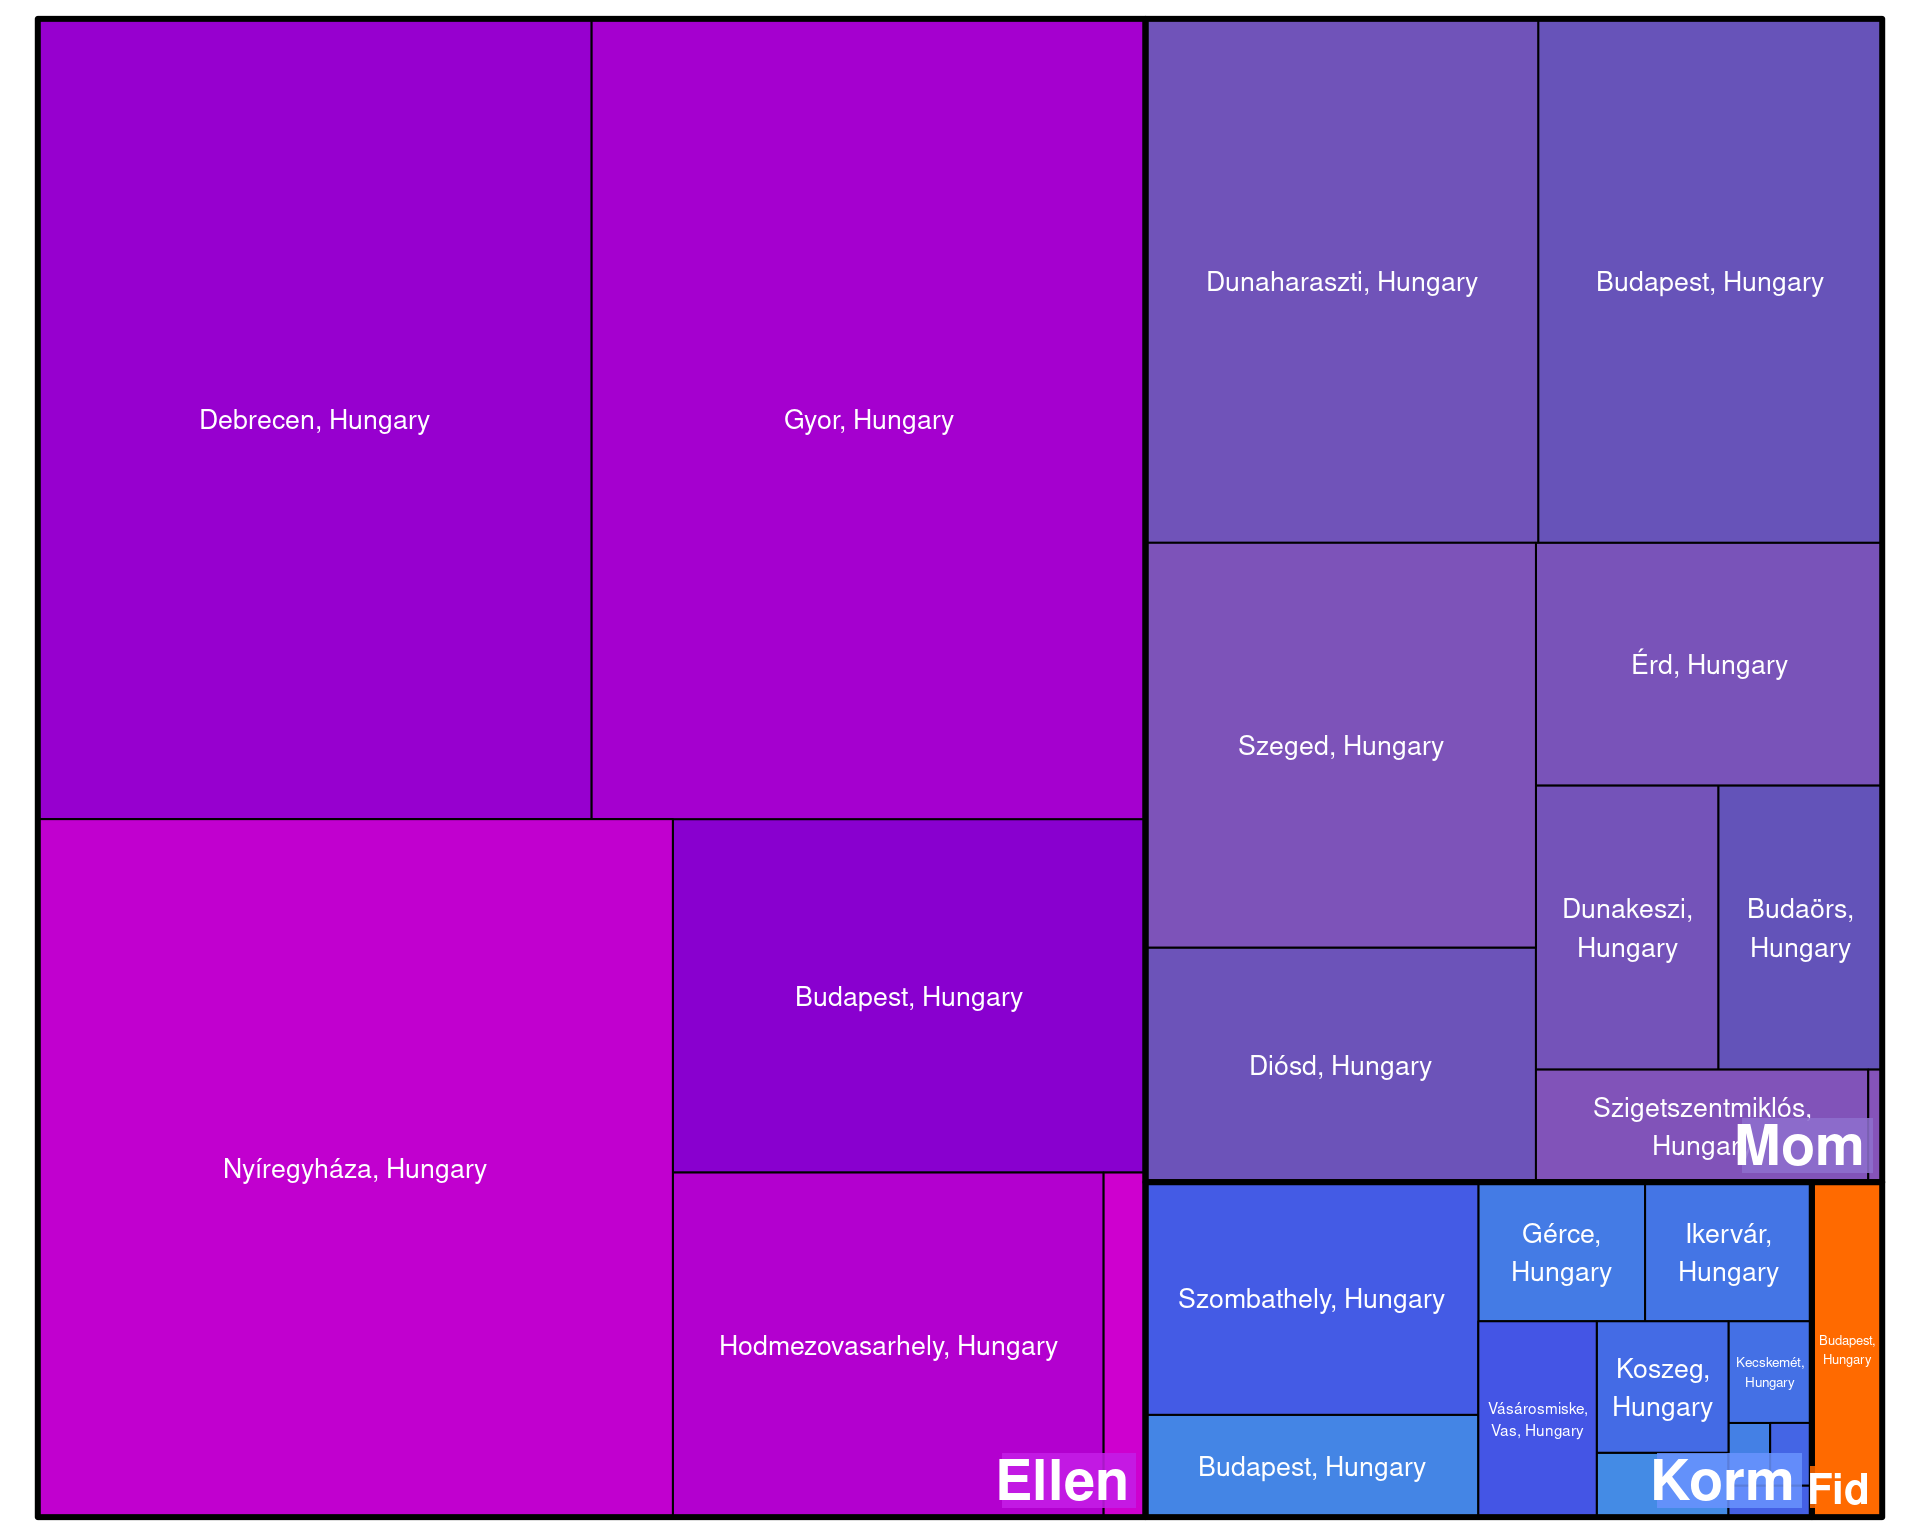 Debrecen, Hungary
Gyor, Hungary
Nyíregyháza, Hungary
Budapest, Hungary
Hodmezovasarhely, Hungary
Ellen
Dunaharaszti, Hungary
Budapest, Hungary
Szeged, Hungary
Érd, Hungary
Dunakeszi,
Hungary
Budaörs,
Hungary
Diósd, Hungary
Szigetszentmiklós,
Hungar
Mom
Szombathely, Hungary
Gérce,
Hungary
Ikervár,
Hungary
Budapest, Hungary
Vásárosmiske,
Vas, Hungary
Koszeg,
Hungary
Kecskemét,
Hungary
Korm
Budapest,
Hungary
Fid